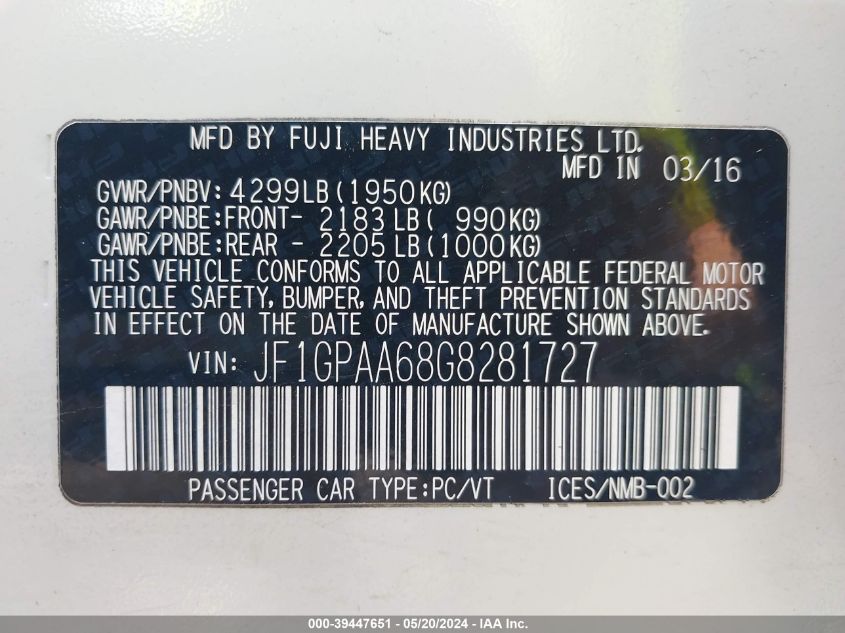 MFD BY FUJI HEAVY INDUSTRIES LTD.
MFD IN 03/16
GVWR/PNBV: 4299LB (1950KG)
GAWR/PNBE: FRONT- 2183 LB ( 990KG)
GAWR/PNBE: REAR - 2205 LB (1000KG)
THIS VEHICLE CONFORMS TO ALL APPLICABLE FEDERAL MOTOR
VEHICLE SAFETY, BUMPER, AND THEFT PREVENTION STANDARDS
IN EFFECT ON THE DATE OF MANUFACTURE SHOWN ABOVE.
VIN: JF1GPAA68G8281727
PASSENGER CAR TYPE: PC/VT ICES/NMB-002
000-39447651 - 05/20/2024 - IAA Inc.